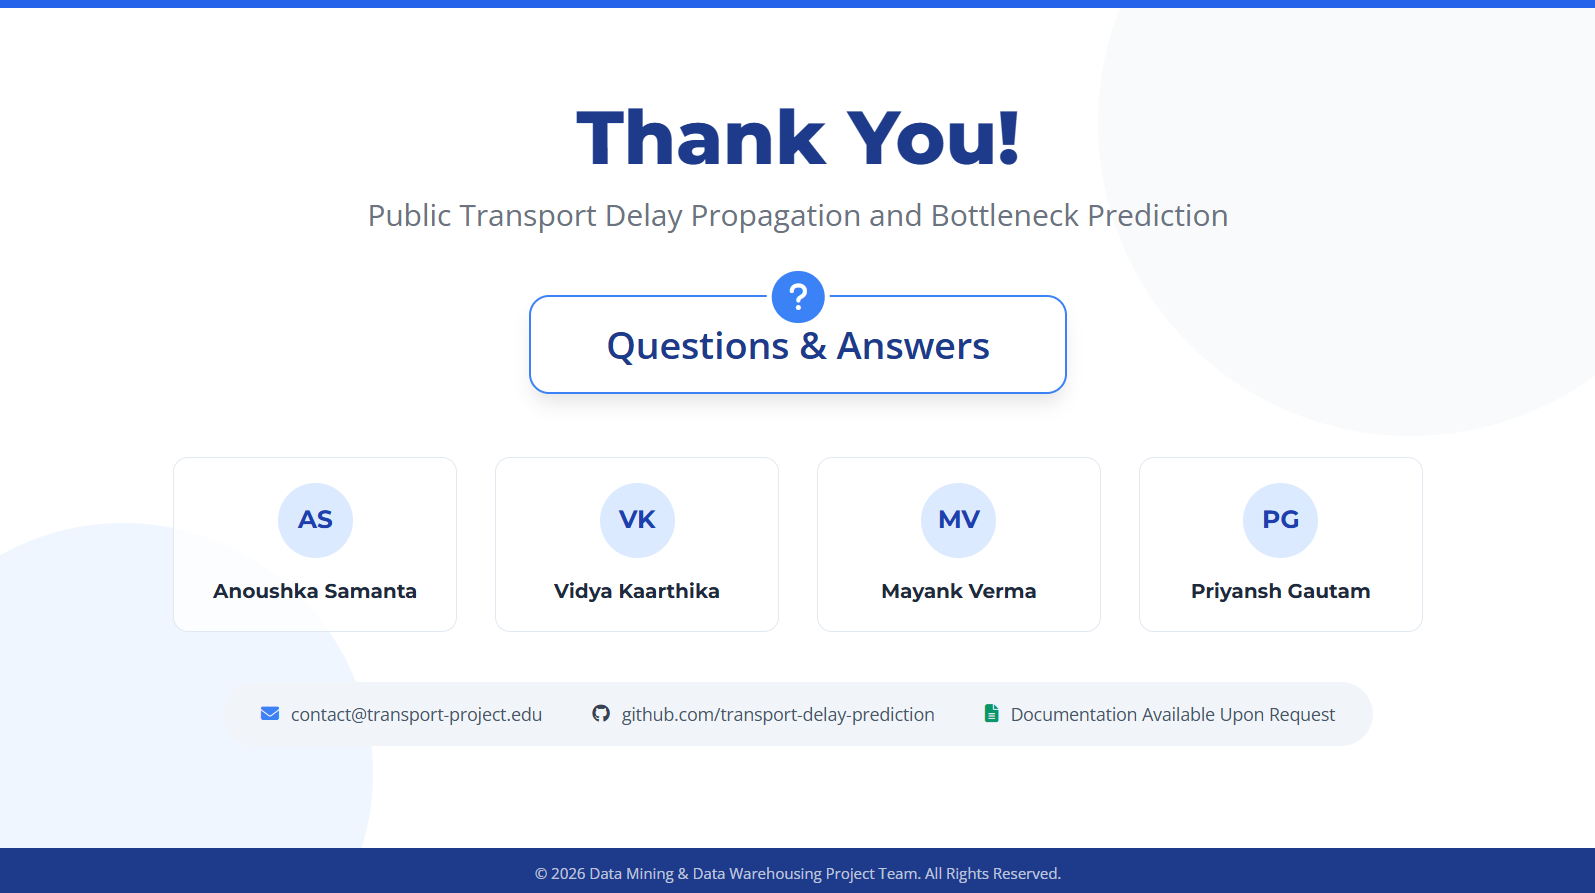 Thank You!
Public Transport Delay Propagation and Bottleneck Prediction
?
Questions & Answers
AS
VK
MV
PG
Anoushka Samanta
Vidya Kaarthika
Mayank Verma
Priyansh Gautam
contact@transport-project.edu
github.com/transport-delay-prediction
Documentation Available Upon Request
© 2026 Data Mining & Data Warehousing Project Team. All Rights Reserved.